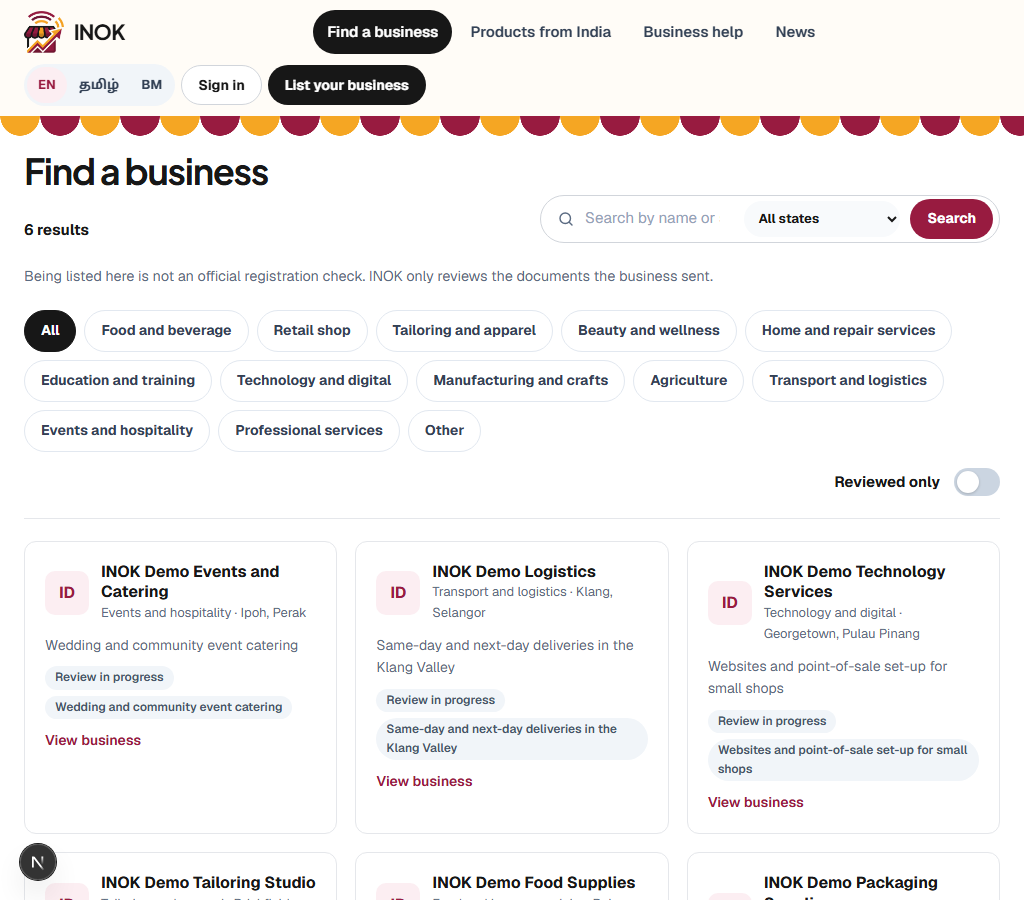 INOK
Find a business
Products from India
Business help
News
EN
தமிழ்
BM
Sign in
List your business
Find a business
6 results
Search by name or
All states
Search
Being listed here is not an official registration check. INOK only reviews the documents the business sent.
All
Food and beverage
Retail shop
Tailoring and apparel
Beauty and wellness
Home and repair services
Education and training
Technology and digital
Manufacturing and crafts
Agriculture
Transport and logistics
Events and hospitality
Professional services
Other
Reviewed only
ID
INOK Demo Events and
Catering
Events and hospitality · Ipoh, Perak
Wedding and community event catering
Review in progress
Wedding and community event catering
View business
ID
INOK Demo Logistics
Transport and logistics · Klang,
Selangor
Same-day and next-day deliveries in the
Klang Valley
Review in progress
Same-day and next-day deliveries in the
Klang Valley
View business
ID
INOK Demo Technology
Services
Technology and digital ·
Georgetown, Pulau Pinang
Websites and point-of-sale set-up for
small shops
Review in progress
Websites and point-of-sale set-up for small
shops
View business
N
INOK Demo Tailoring Studio
INOK Demo Food Supplies
INOK Demo Packaging